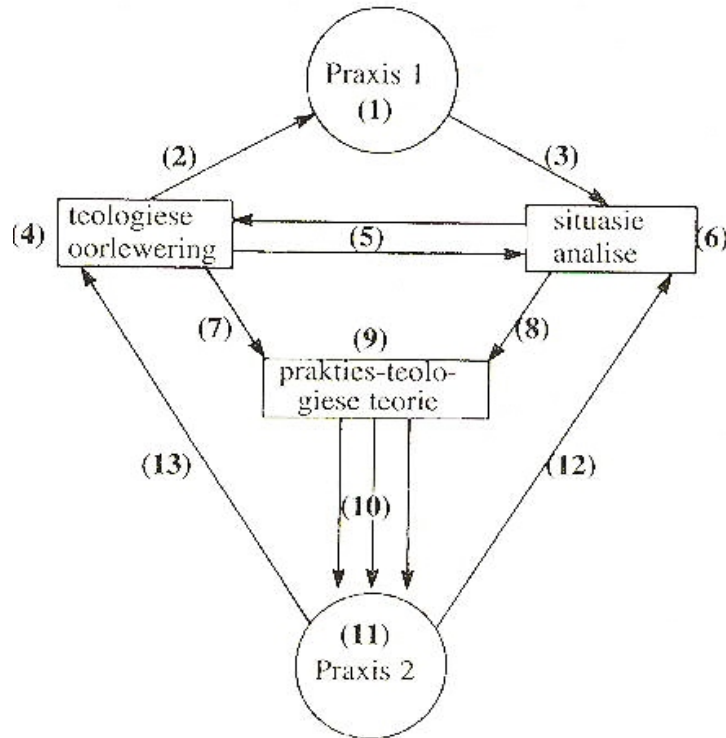 Praxis 1
(1)
(2)
(3)
(4)
teologiese
oorlewering
(5)
situasie
analise
(6)
(7)
(8)
(9)
prakties-teolo-
giese teorie
(10)
(13)
(12)
(11)
Praxis 2